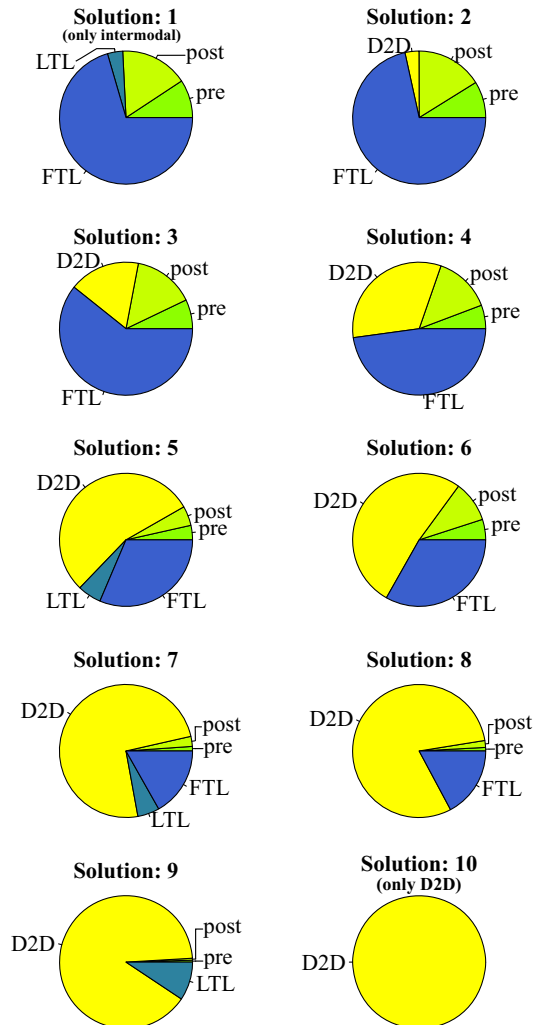 Solution: 1
(only intermodal)
LTL
post
pre
FTL
Solution: 2
D2D
post
pre
FTL
Solution: 3
D2D
post
pre
FTL
Solution: 4
D2D
post
pre
FTL
Solution: 5
D2D
post
pre
LTL
FTL
Solution: 6
D2D
post
pre
FTL
Solution: 7
D2D
post
pre
FTL
LTL
Solution: 8
D2D
post
pre
FTL
Solution: 9
D2D
post
pre
LTL
Solution: 10
(only D2D)
D2D